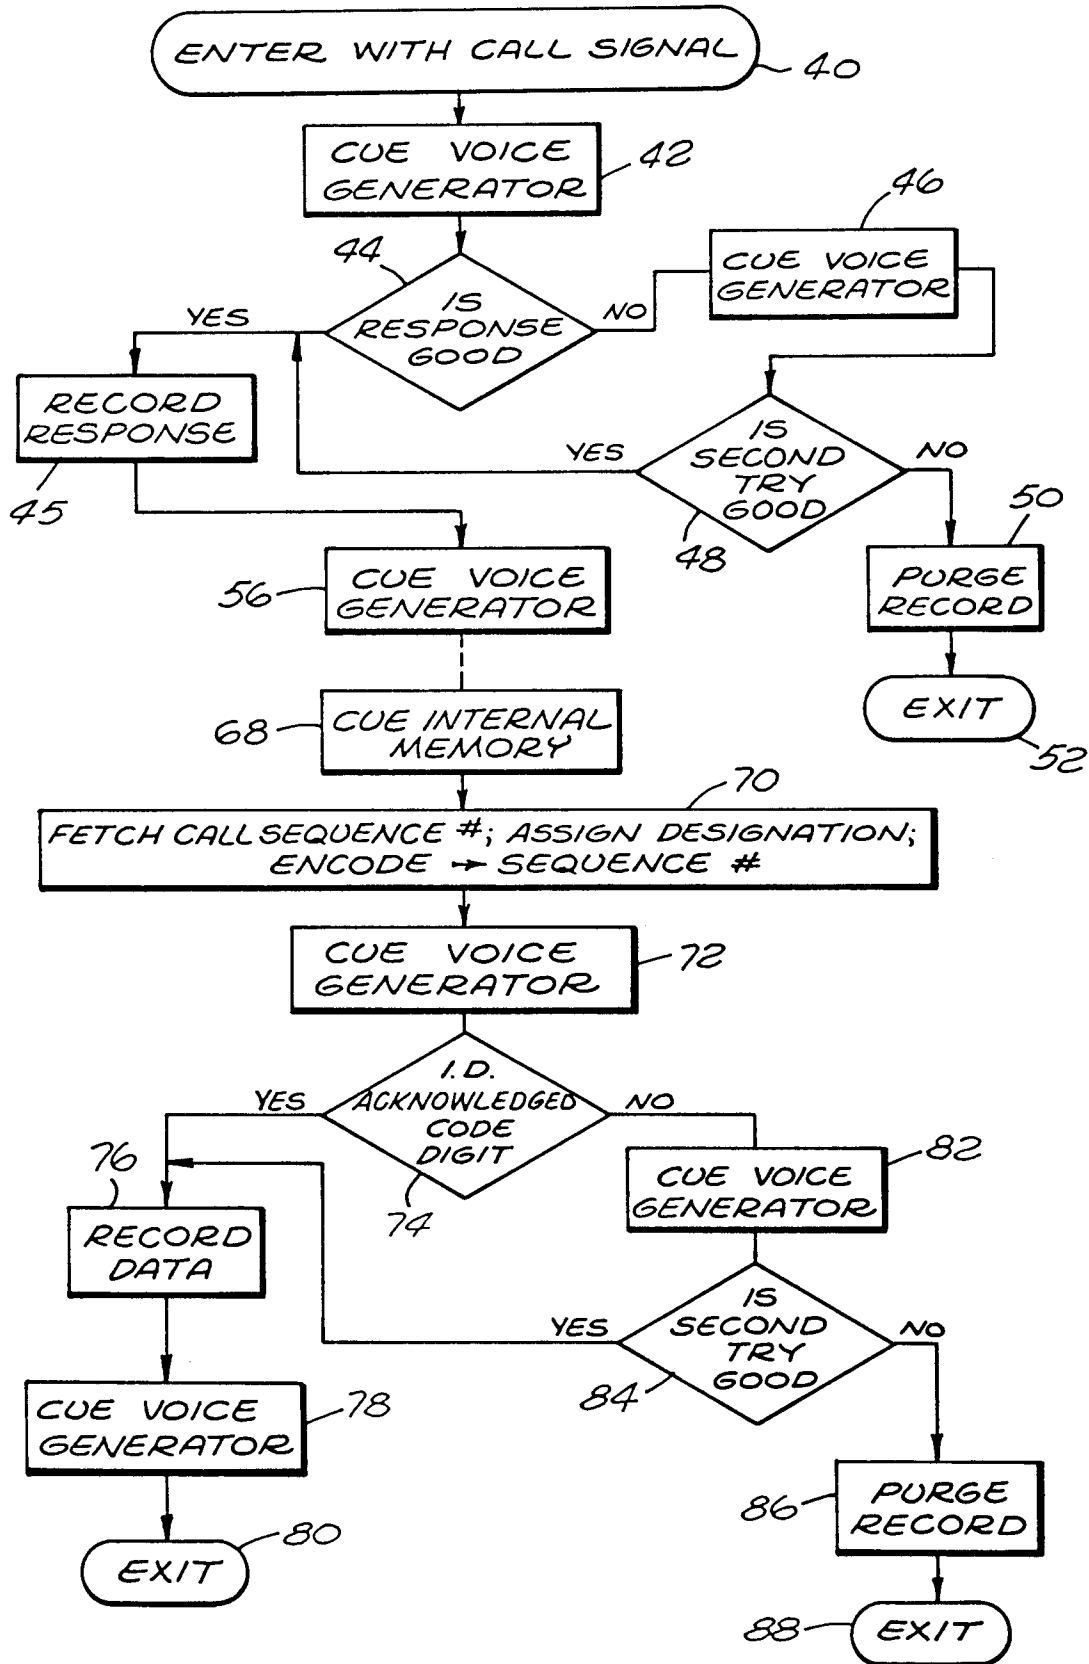 ENTER WITH CALL SIGNAL
40
CUE VOICE
GENERATOR
42
46
CUE VOICE
GENERATOR
44
IS
RESPONSE
GOOD
YES
NO
RECORD
RESPONSE
45
IS
SECOND
TRY
GOOD
YES
NO
48
50
PURGE
RECORD
EXIT
52
56
CUE VOICE
GENERATOR
68
CUE INTERNAL
MEMORY
70
FETCH CALL SEQUENCE #; ASSIGN DESIGNATION;
ENCODE → SEQUENCE #
CUE VOICE
GENERATOR
72
I.D.
ACKNOWLEDGED
CODE
DIGIT
YES
NO
74
76
RECORD
DATA
82
CUE VOICE
GENERATOR
IS
SECOND
TRY
GOOD
YES
NO
84
CUE VOICE
GENERATOR
78
86
PURGE
RECORD
EXIT
80
88
EXIT